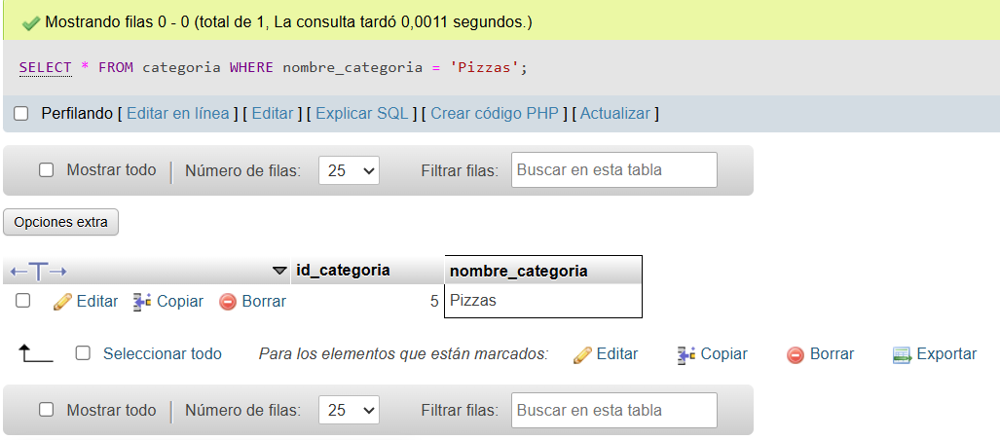 Mostrando filas 0 - 0 (total de 1, La consulta tardó 0,0011 segundos.)
SELECT * FROM categoria WHERE nombre_categoria = 'Pizzas';
Perfilando [ Editar en línea ] [ Editar ] [ Explicar SQL ] [ Crear código PHP ] [ Actualizar ]
Mostrar todo Número de filas: 25 Filtrar filas: Buscar en esta tabla
Opciones extra
id_categoria nombre_categoria
Editar Copiar Borrar 5 Pizzas
Seleccionar todo Para los elementos que están marcados: Editar Copiar Borrar Exportar
Mostrar todo Número de filas: 25 Filtrar filas: Buscar en esta tabla